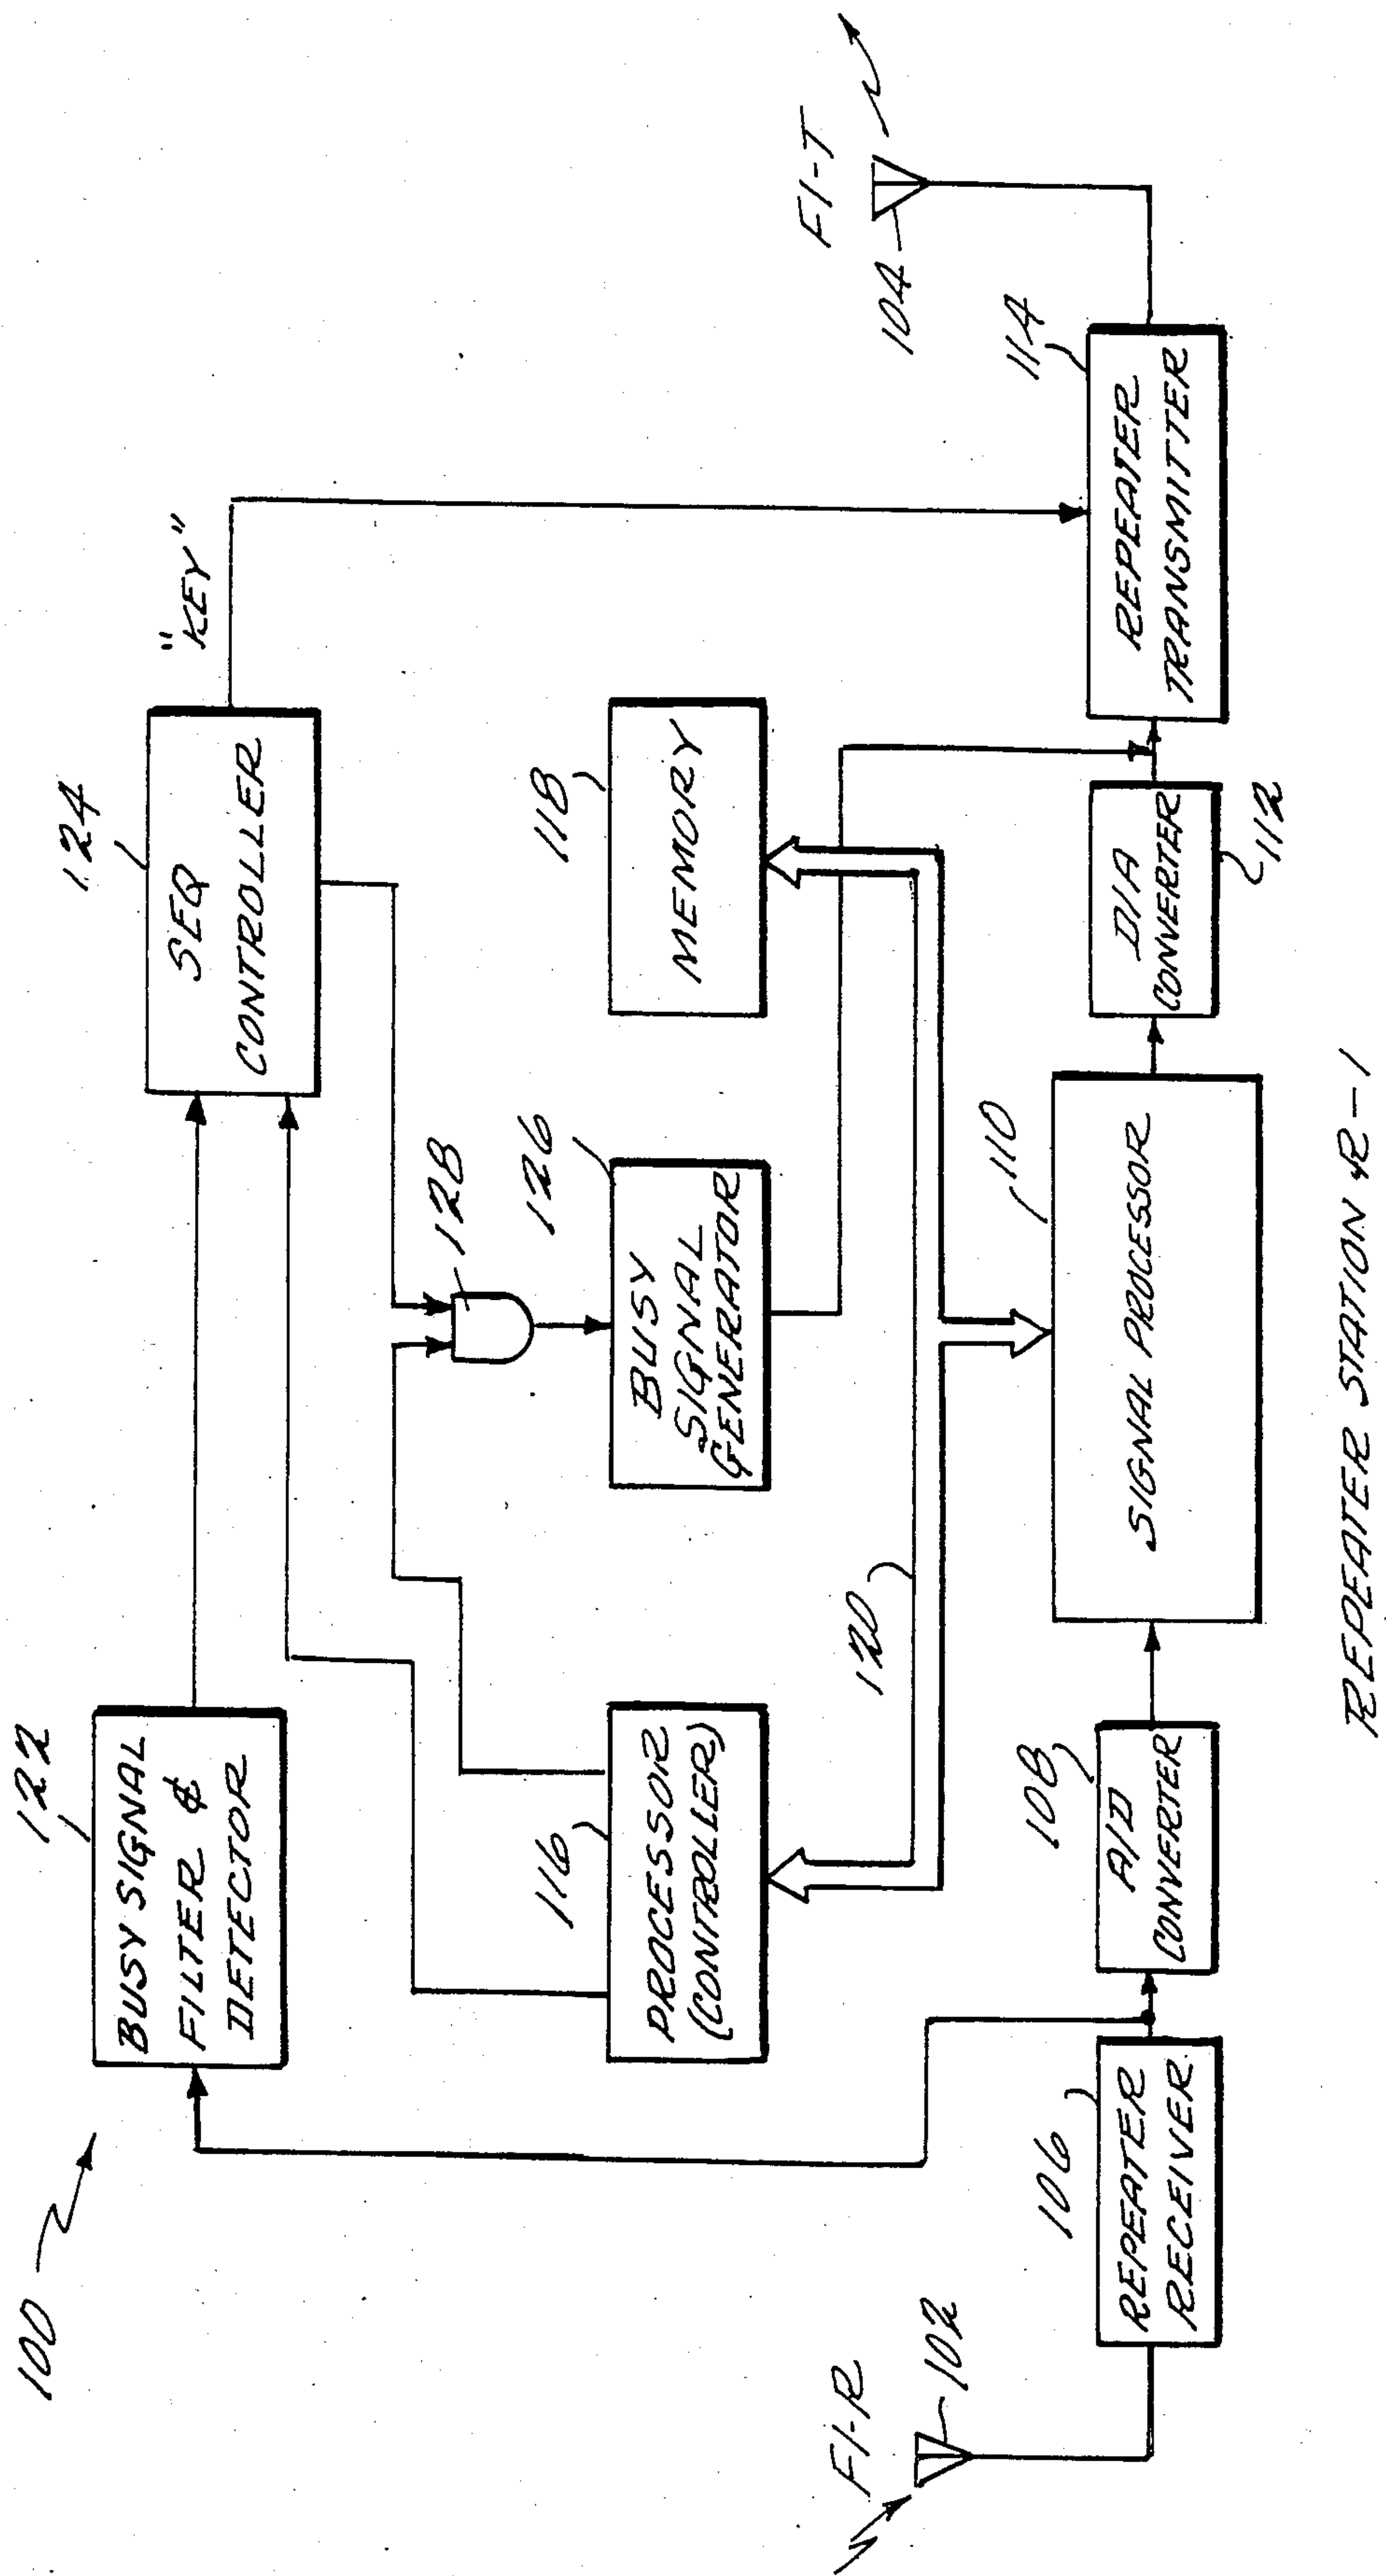 100
122
BUSY SIGNAL
FILTER &
DETECTOR
124
SEQ
CONTROLLER
"KEY"
128
126
BUSY
SIGNAL
GENERATOR
118
MEMORY
116
PROCESSOR
(CONTROLLER)
120
F1-R
102
106
REPEATER
RECEIVER
108
A/D
CONVERTER
110
SIGNAL PROCESSOR
D/A
CONVERTER
112
114
REPEATER
TRANSMITTER
104
F1-T
REPEATER STATION R-1